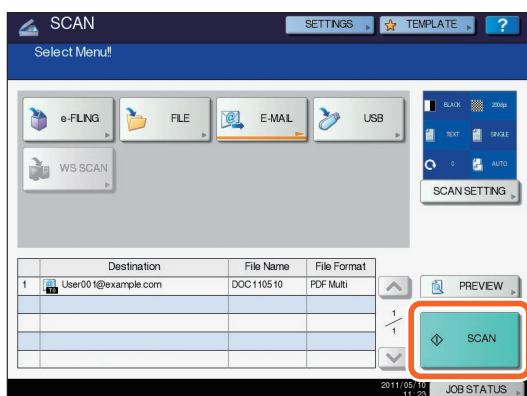 SCAN
SETTINGS
TEMPLATE
?
Select Menu!!
e-FILING
FILE
E-MAIL
USB
WS SCAN
BLACK
200dpi
TEXT
SINGLE
0
AUTO
SCAN SETTING
Destination File Name File Format
1 To User001@example.com DOC110510 PDF Multi
1
1
PREVIEW
SCAN
2011/05/10
11:23
JOB STATUS